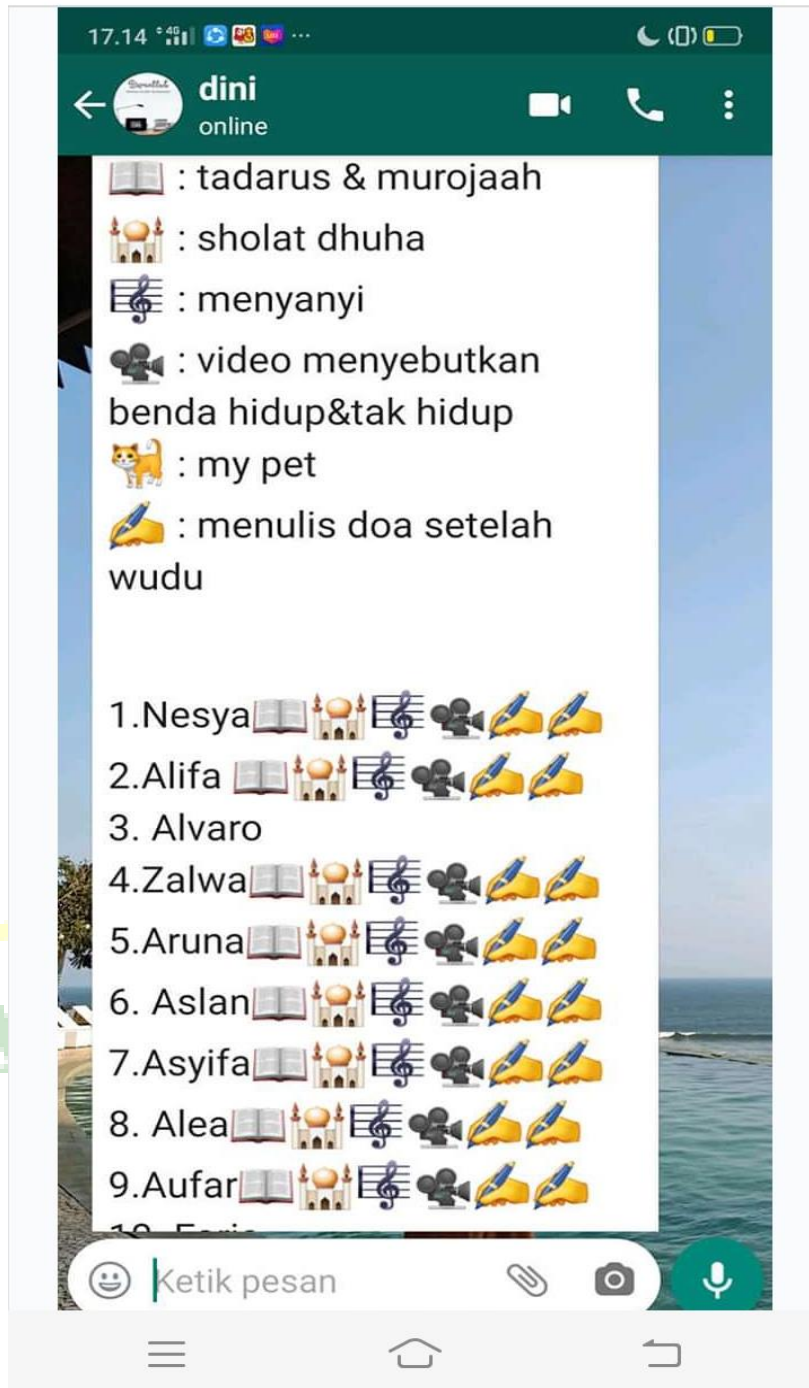 17.14
dini
online
📖 : tadarus & murojaah
🕌 : sholat dhuha
🎼 : menyanyi
🎥 : video menyebutkan
benda hidup&tak hidup
🐈 : my pet
✍️ : menulis doa setelah
wudu
1.Nesya📖🕌🎼🎥✍️✍️
2.Alifa 📖🕌🎼🎥✍️✍️
3. Alvaro
4.Zalwa📖🕌🎼🎥✍️✍️
5.Aruna📖🕌🎼🎥✍️✍️
6. Aslan📖🕌🎼🎥✍️✍️
7.Asyifa📖🕌🎼🎥✍️✍️
8. Alea📖🕌🎼🎥✍️✍️
9.Aufar📖🕌🎼🎥✍️✍️
Ketik pesan